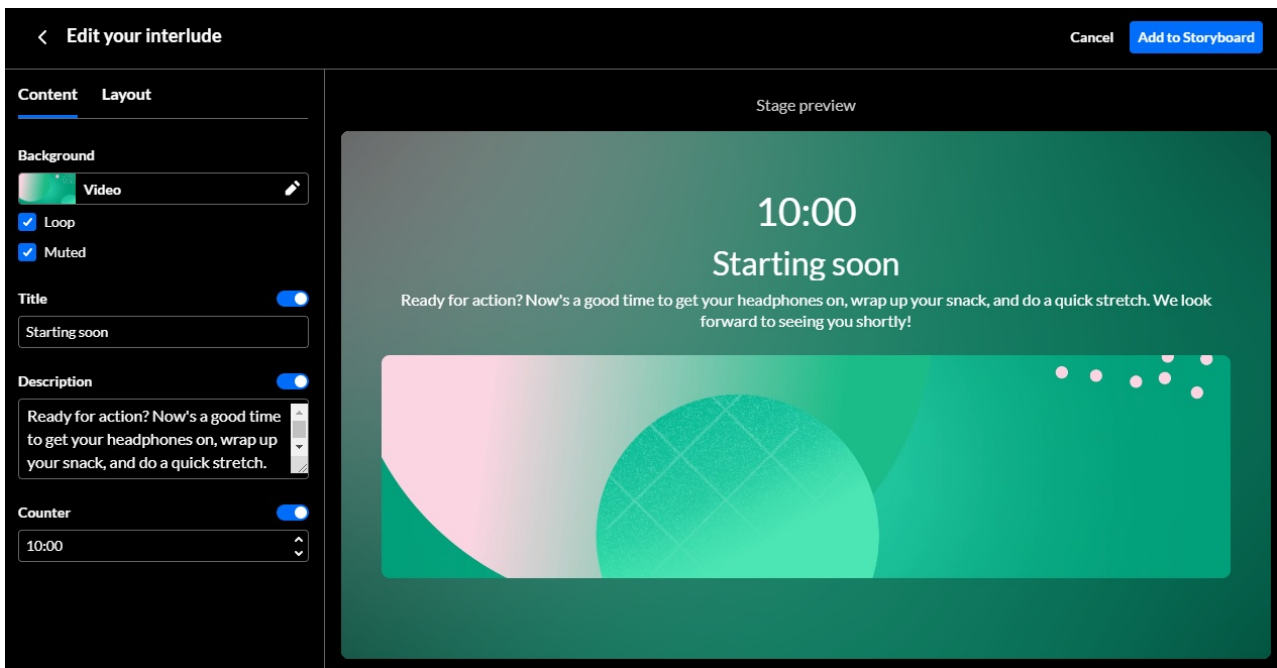 Edit your interlude
Cancel
Add to Storyboard
Content
Layout
Background
Video
Loop
Muted
Title
Starting soon
Description
Ready for action? Now's a good time
to get your headphones on, wrap up
your snack, and do a quick stretch.
Counter
10:00
Stage preview
10:00
Starting soon
Ready for action? Now's a good time to get your headphones on, wrap up your snack, and do a quick stretch. We look
forward to seeing you shortly!